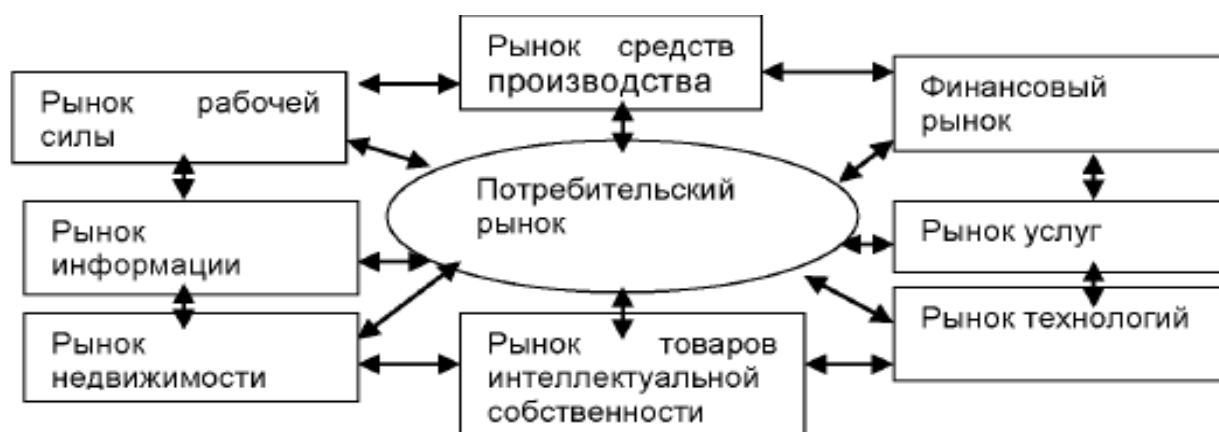 Рынок средств
производства
Рынок рабочей
силы
Финансовый
рынок
Потребительский
рынок
Рынок
информации
Рынок услуг
Рынок
недвижимости
Рынок товаров
интеллектуальной
собственности
Рынок технологий